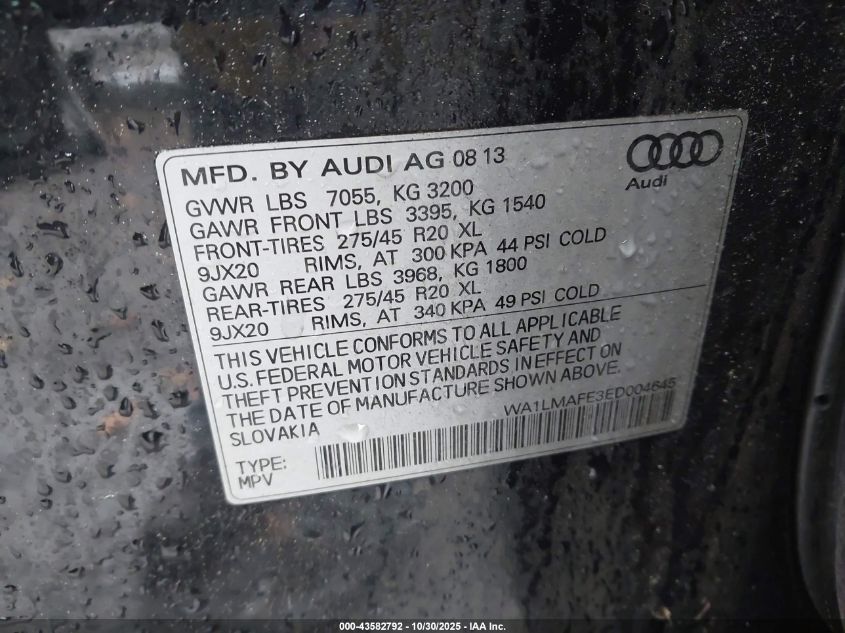 MFD. BY AUDI AG 08 13
Audi
GVWR LBS 7055, KG 3200
GAWR FRONT LBS 3395, KG 1540
FRONT-TIRES 275/45 R20 XL
9JX20 RIMS, AT 300 KPA 44 PSI COLD
GAWR REAR LBS 3968, KG 1800
REAR-TIRES 275/45 R20 XL
9JX20 RIMS, AT 340 KPA 49 PSI COLD
THIS VEHICLE CONFORMS TO ALL APPLICABLE
U.S. FEDERAL MOTOR VEHICLE SAFETY AND
THEFT PREVENTION STANDARDS IN EFFECT ON
THE DATE OF MANUFACTURE SHOWN ABOVE.
SLOVAKIA
WA1LMAFE3ED004645
TYPE:
MPV
000-43582792 - 10/30/2025 - IAA Inc.